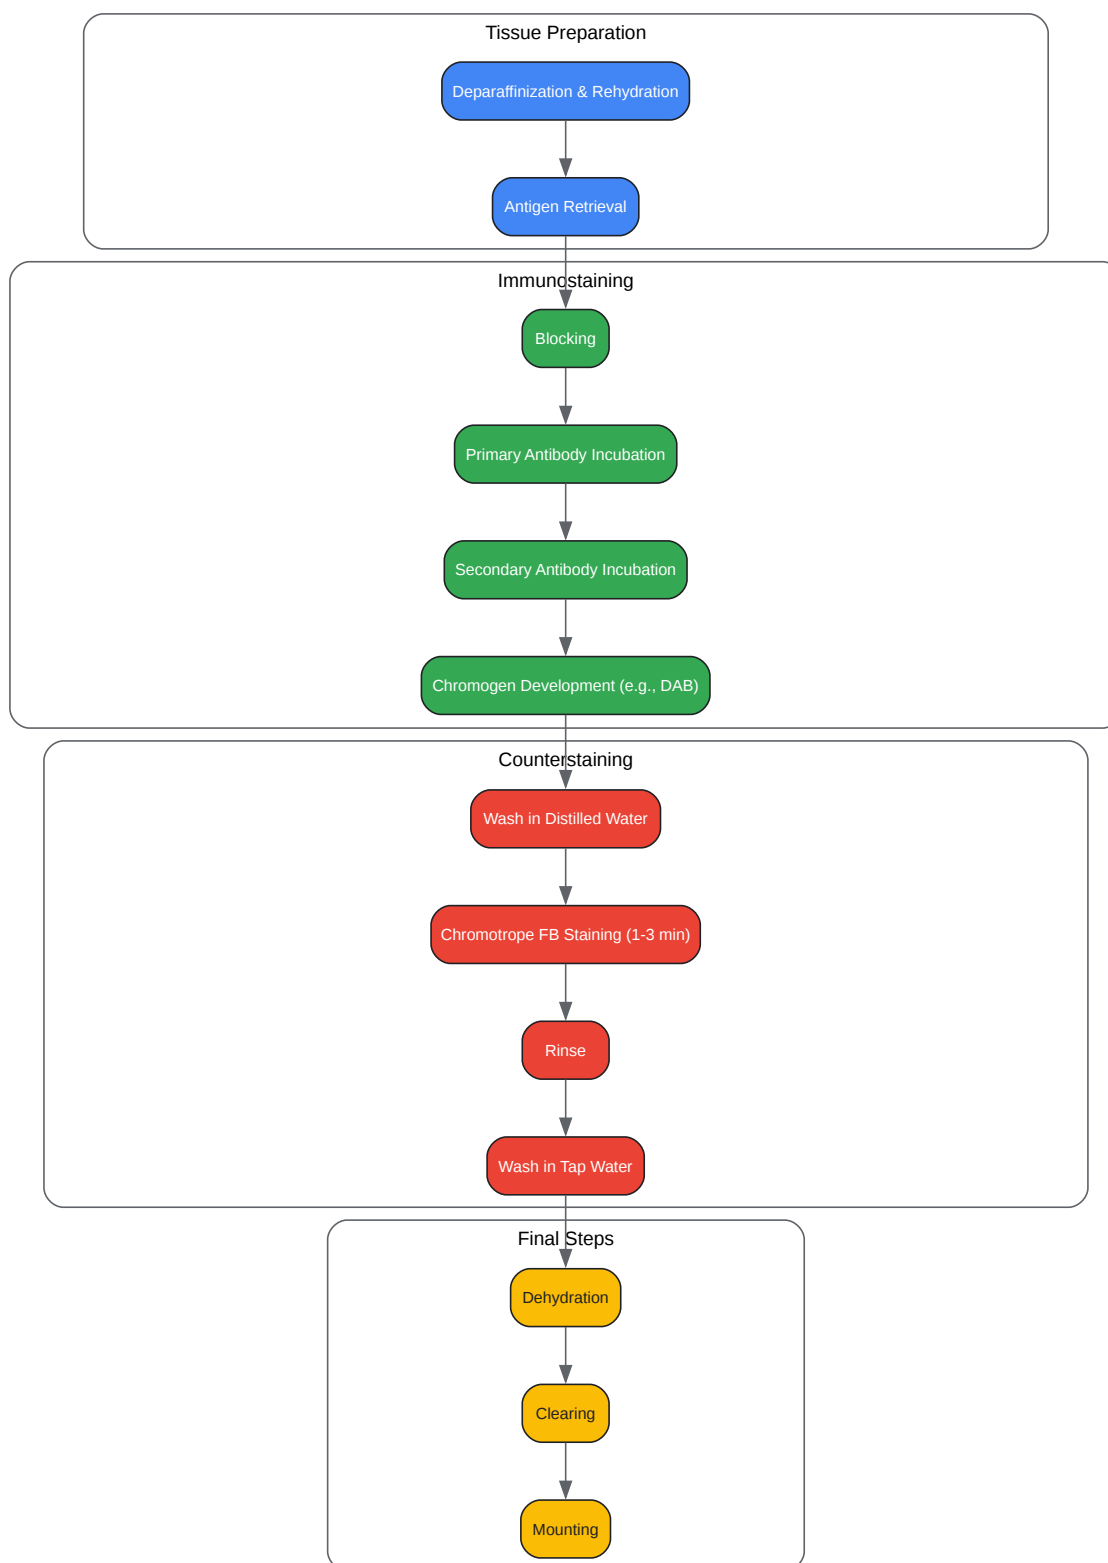 Tissue Preparation
Deparaffinization & Rehydration
Antigen Retrieval
Immunostaining
Blocking
Primary Antibody Incubation
Secondary Antibody Incubation
Chromogen Development (e.g., DAB)
Counterstaining
Wash in Distilled Water
Chromotrope FB Staining (1-3 min)
Rinse
Wash in Tap Water
Final Steps
Dehydration
Clearing
Mounting